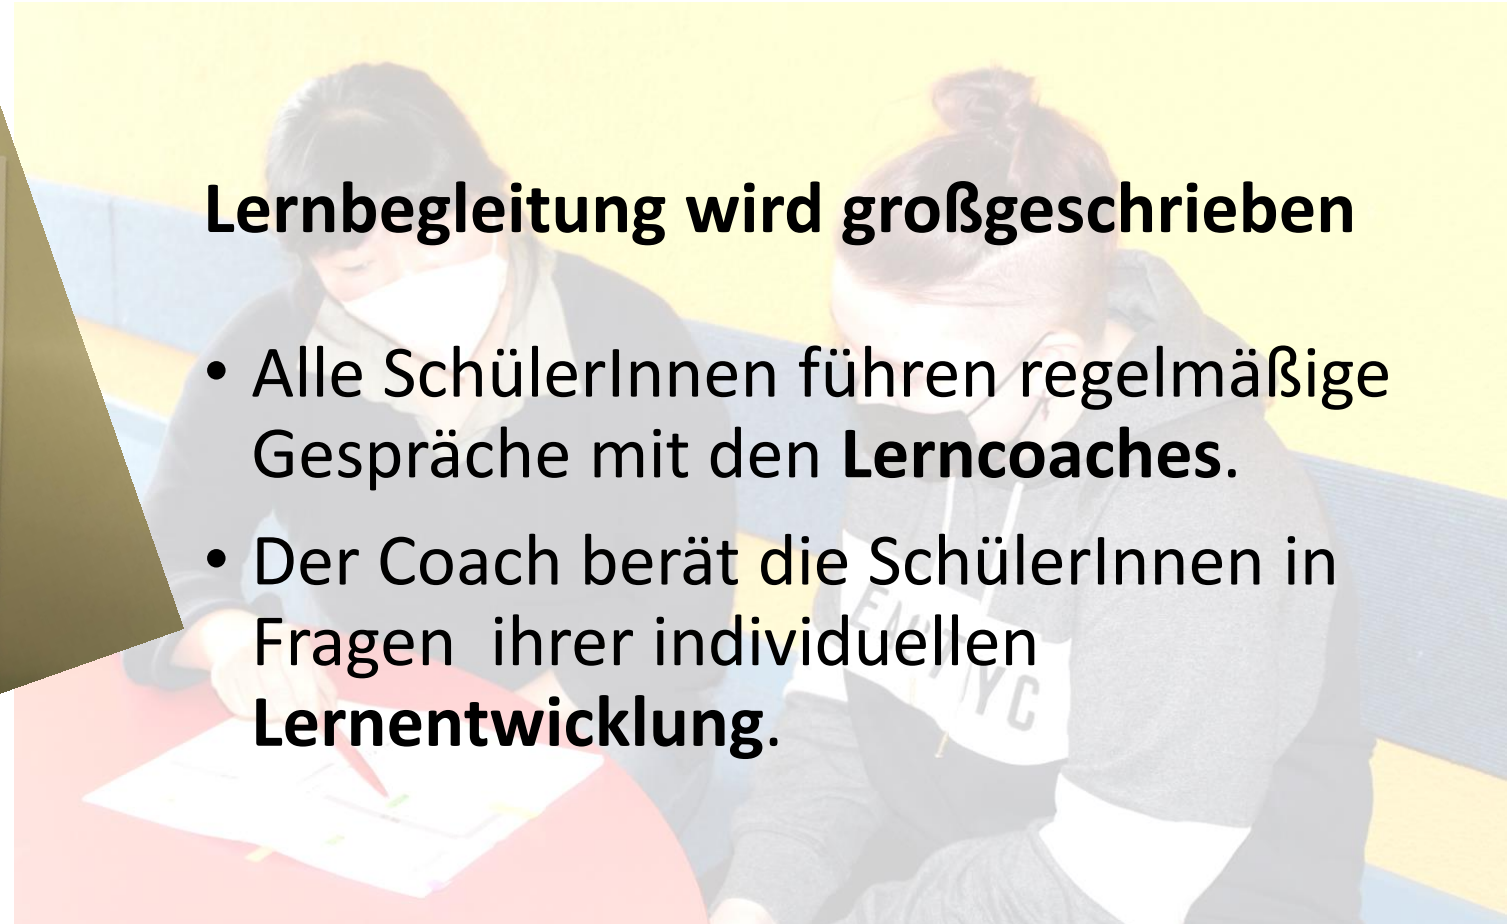 Lernbegleitung wird großgeschrieben
• Alle SchülerInnen führen regelmäßige
Gespräche mit den Lerncoaches.
• Der Coach berät die SchülerInnen in
Fragen  ihrer individuellen
Lernentwicklung.